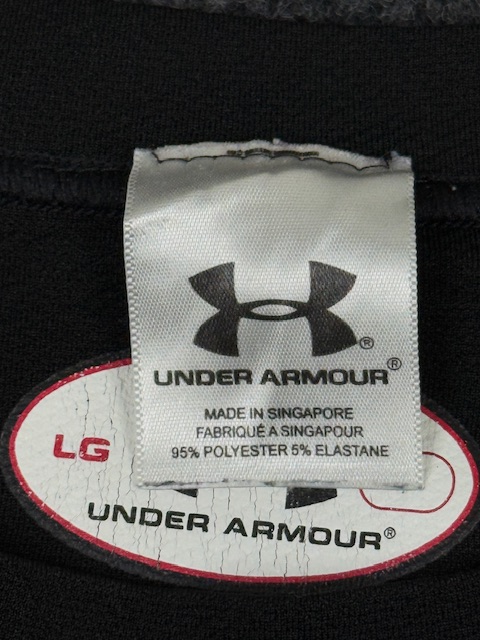 ®
UNDER ARMOUR®
MADE IN SINGAPORE
FABRIQUÉ A SINGAPOUR
95% POLYESTER 5% ELASTANE
LG
UNDER ARMOUR®